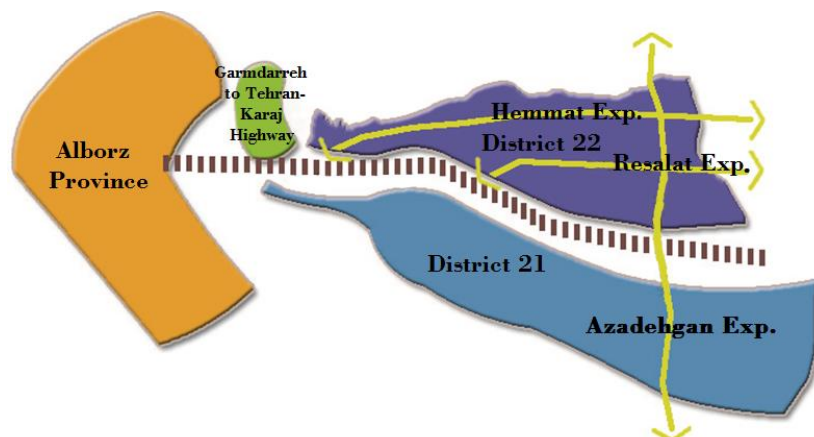 Garmdarreh
to Tehran-
Karaj
Highway
Hemmat Exp.
District 22
Alborz
Province
Resalat Exp.
District 21
Azadehgan Exp.